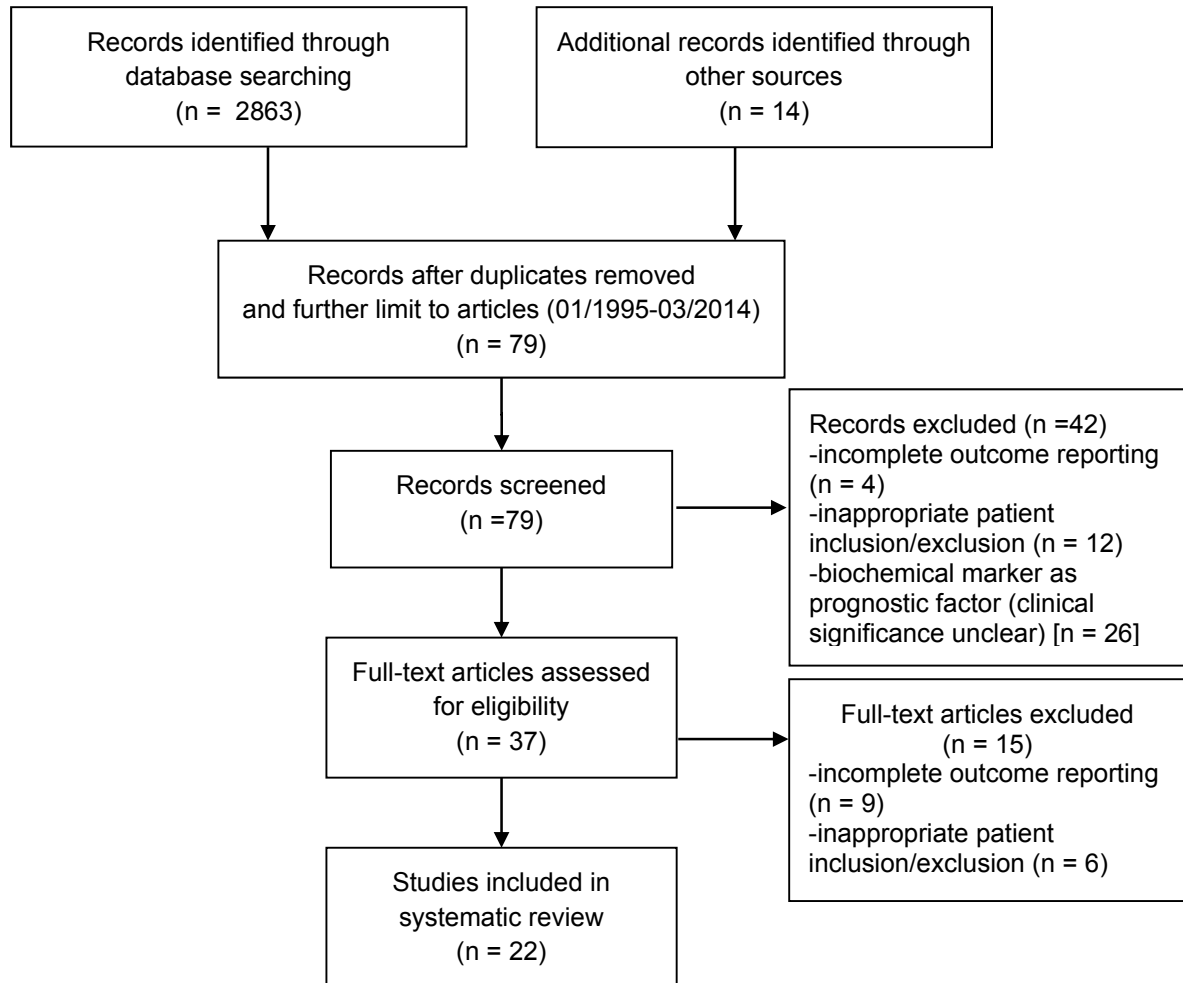 Records identified through
database searching
(n = 2863)
Additional records identified through
other sources
(n = 14)
Records after duplicates removed
and further limit to articles (01/1995-03/2014)
(n = 79)
Records screened
(n =79)
Records excluded (n =42)
-incomplete outcome reporting
(n = 4)
-inappropriate patient
inclusion/exclusion (n = 12)
-biochemical marker as
prognostic factor (clinical
significance unclear) [n = 26]
Full-text articles assessed
for eligibility
(n = 37)
Full-text articles excluded
(n = 15)
-incomplete outcome reporting
(n = 9)
-inappropriate patient
inclusion/exclusion (n = 6)
Studies included in
systematic review
(n = 22)